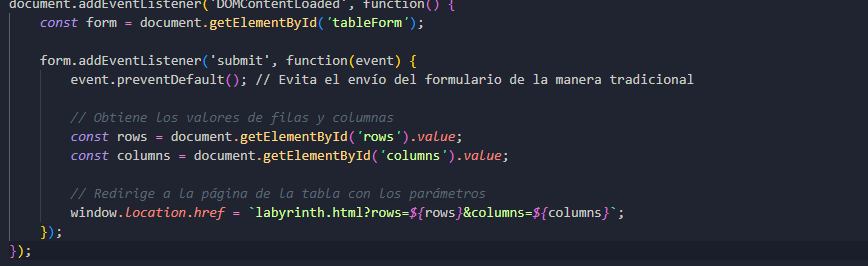 document.addEventListener('DOMContentLoaded', function() {
    const form = document.getElementById('tableForm');
    form.addEventListener('submit', function(event) {
        event.preventDefault(); // Evita el envío del formulario de la manera tradicional
        // Obtiene los valores de filas y columnas
        const rows = document.getElementById('rows').value;
        const columns = document.getElementById('columns').value;
        // Redirige a la página de la tabla con los parámetros
        window.location.href = `labyrinth.html?rows=${rows}&columns=${columns}`;
    });
});